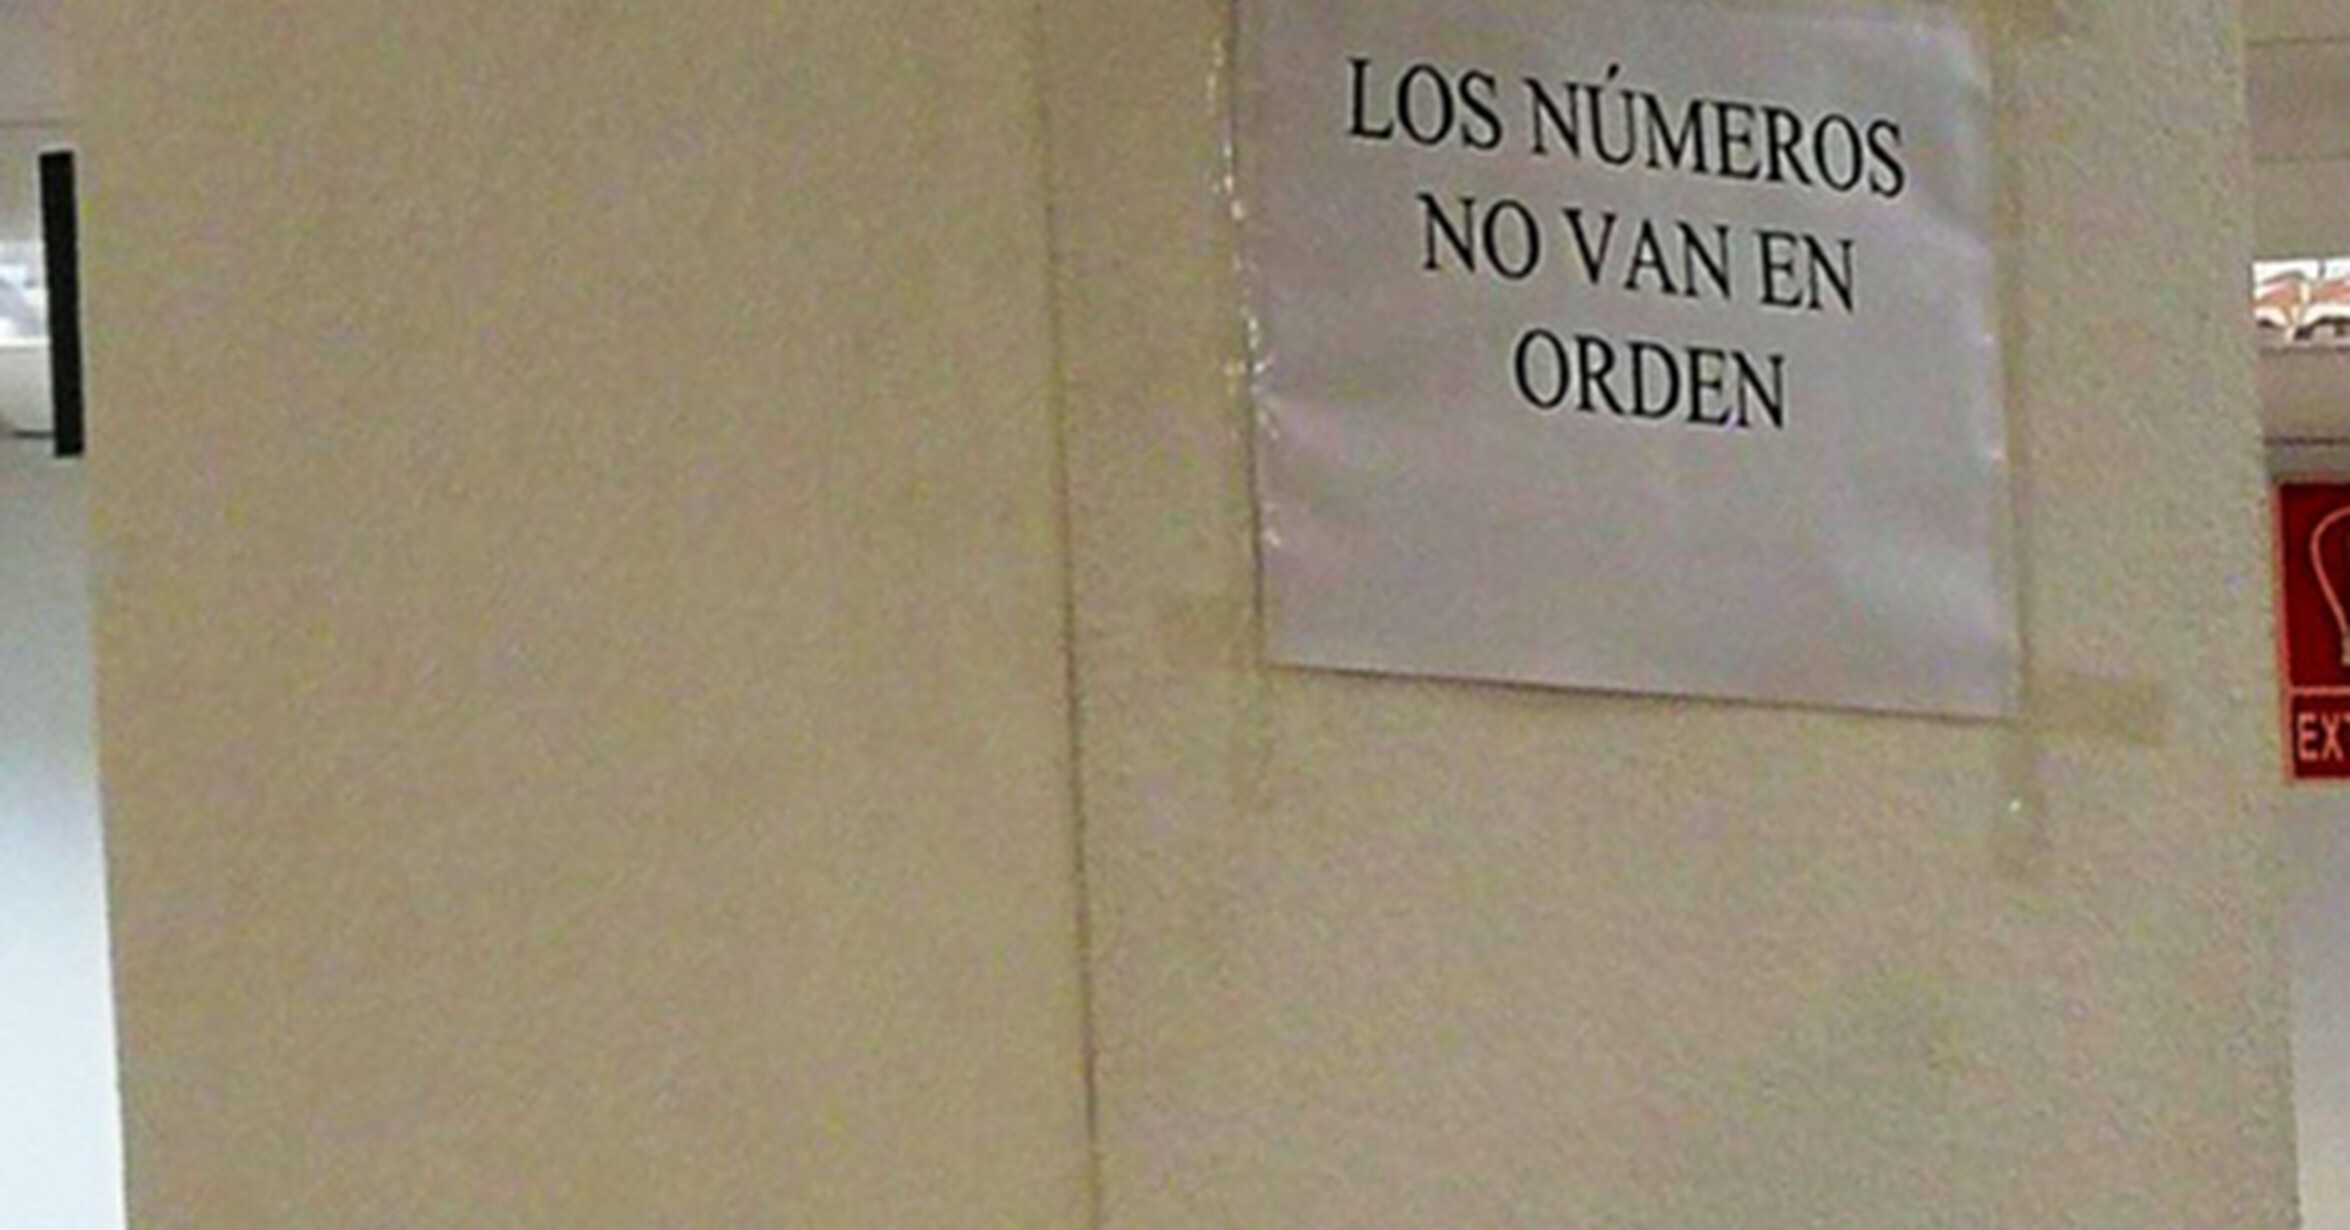 LOS NÚMEROS
NO VAN EN
ORDEN